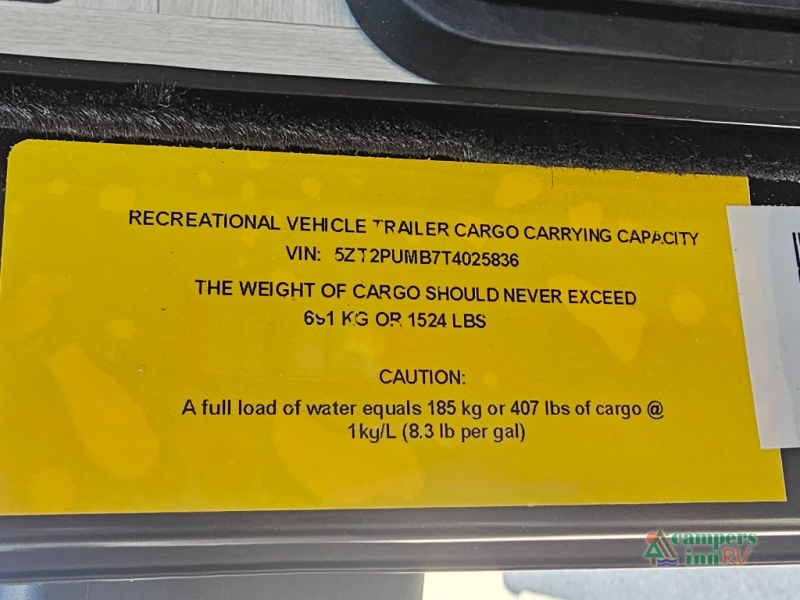 RECREATIONAL VEHICLE TRAILER CARGO CARRYING CAPACITY
VIN: 5ZT2PUMB7T4025836
THE WEIGHT OF CARGO SHOULD NEVER EXCEED
691 KG OR 1524 LBS
CAUTION:
A full load of water equals 185 kg or 407 lbs of cargo @
1kg/L (8.3 lb per gal)
campers
inn RV